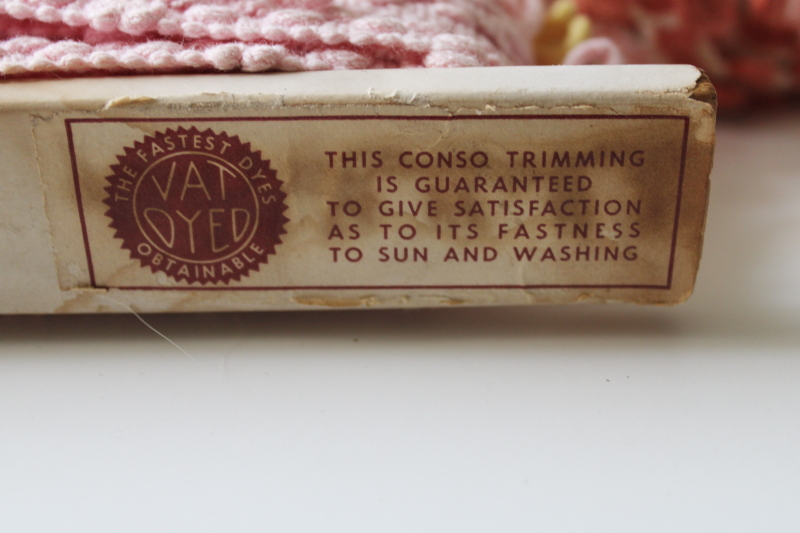 THE FASTEST DYES
VAT
DYED
OBTAINABLE
THIS CONSO TRIMMING
IS GUARANTEED
TO GIVE SATISFACTION
AS TO ITS FASTNESS
TO SUN AND WASHING